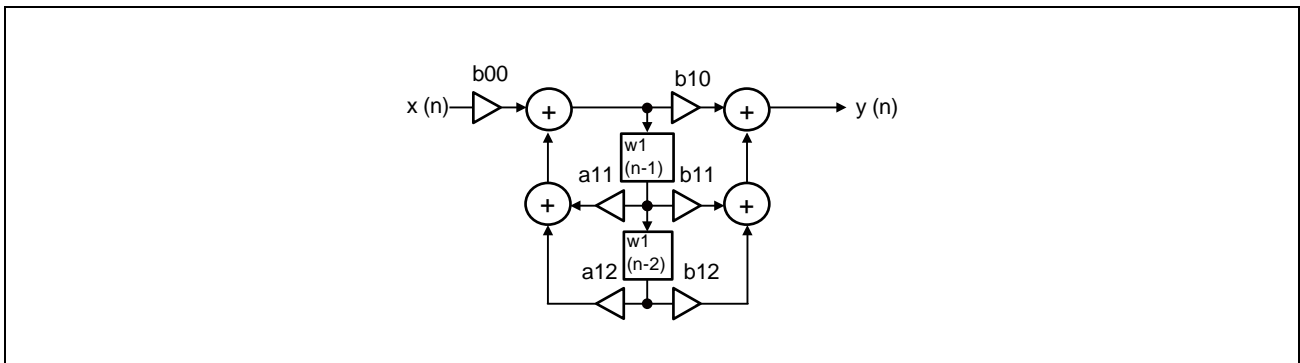 b00
b10
x (n)
+
+
y (n)
w1
(n-1)
a11
b11
+
+
w1
(n-2)
a12
b12